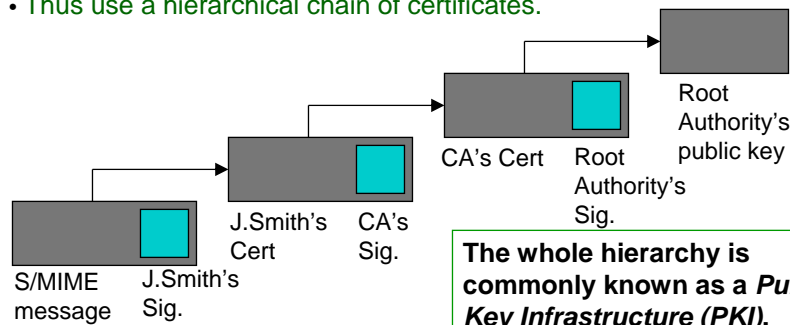 • Thus use a hierarchical chain of certificates.
Root
Authority's
public key
CA's Cert
Root
Authority's
Sig.
J.Smith's
Cert
CA's
Sig.
S/MIME
message
J.Smith's
Sig.
The whole hierarchy is
commonly known as a
Key Infrastructure (PKI).